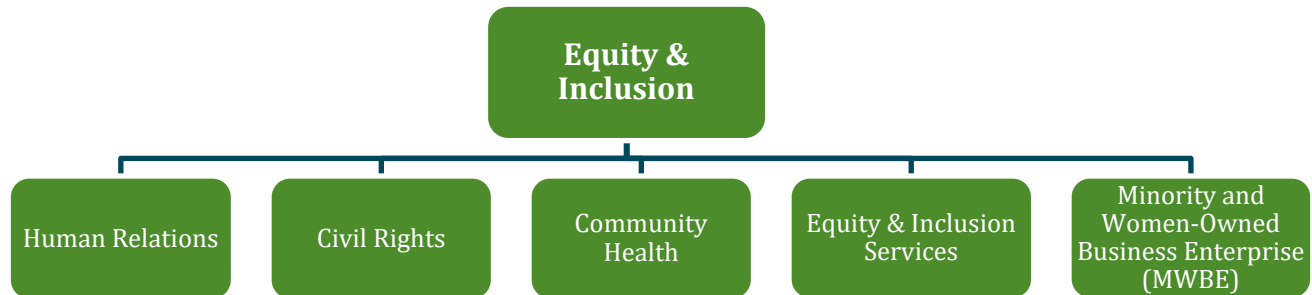 Equity &
Inclusion
Human Relations
Civil Rights
Community
Health
Equity & Inclusion
Services
Minority and
Women-Owned
Business Enterprise
(MWBE)